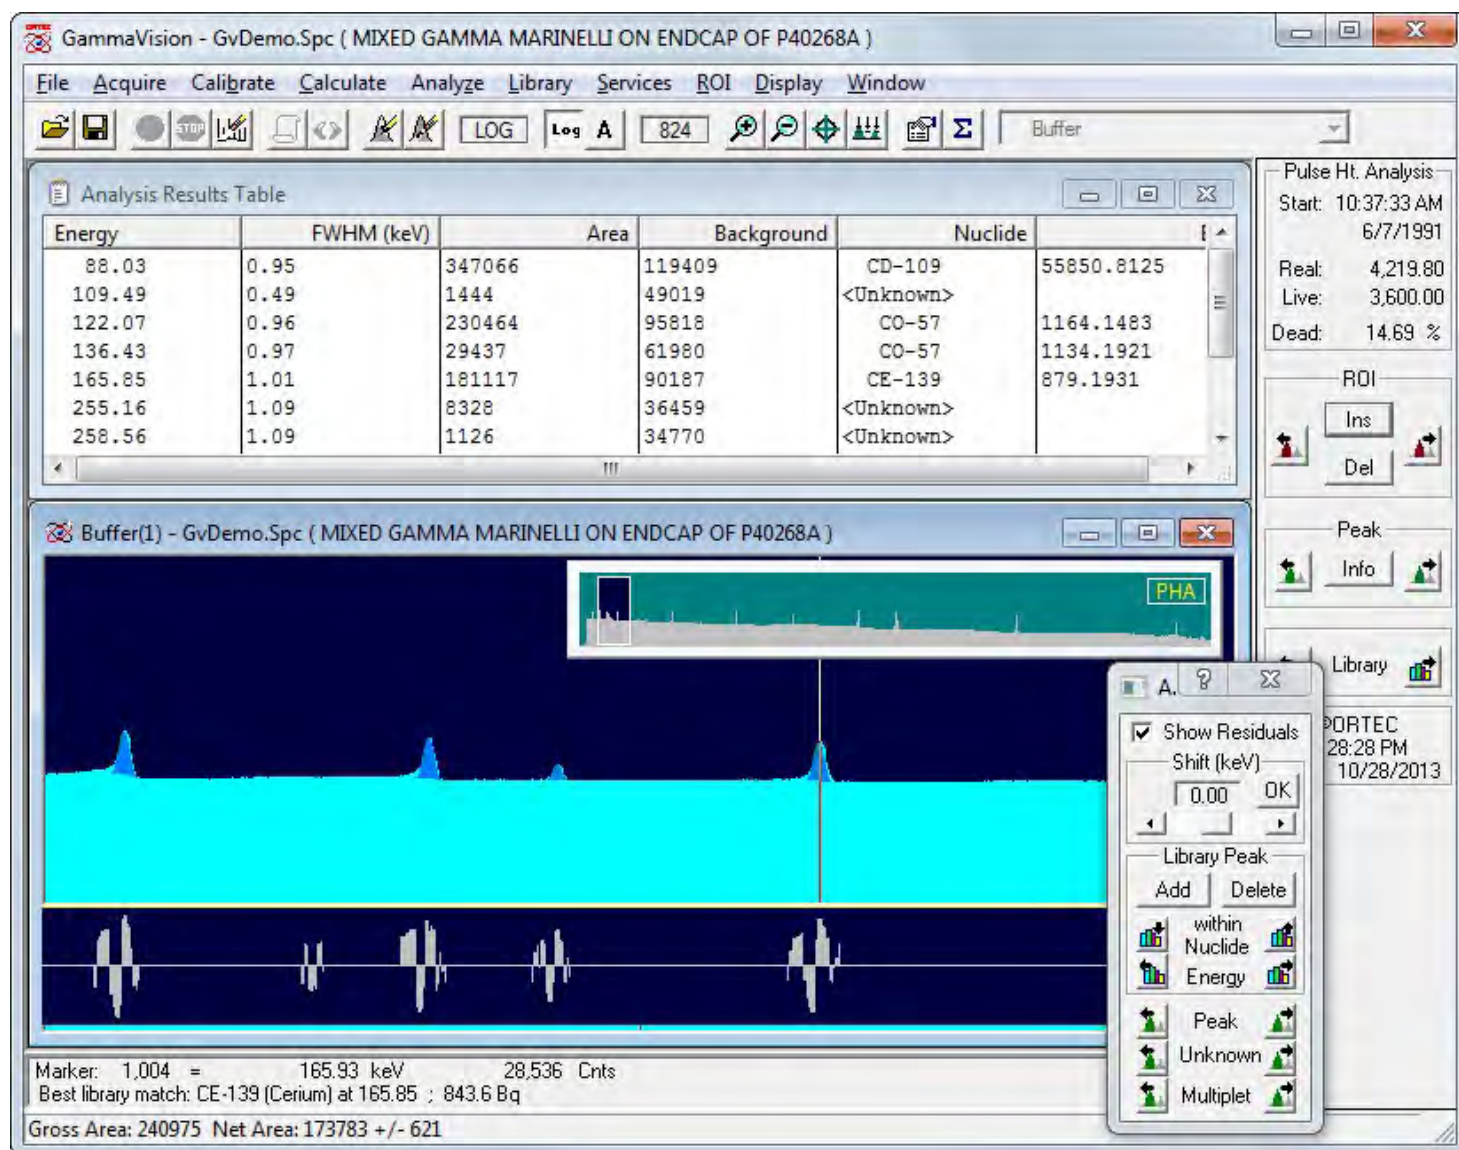 ORTEC
GammaVision - GvDemo.Spc ( MIXED GAMMA MARINELLI ON ENDCAP OF P40268A )
File Acquire Calibrate Calculate Analyze Library Services ROI Display Window
STOP LOG Log A 824 Σ Buffer
Analysis Results Table
Energy FWHM (keV) Area Background Nuclide
88.03 0.95 347066 119409 CD-109 55850.8125
109.49 0.49 1444 49019 <Unknown>
122.07 0.96 230464 95818 CO-57 1164.1483
136.43 0.97 29437 61980 CO-57 1134.1921
165.85 1.01 181117 90187 CE-139 879.1931
255.16 1.09 8328 36459 <Unknown>
258.56 1.09 1126 34770 <Unknown>
Buffer(1) - GvDemo.Spc ( MIXED GAMMA MARINELLI ON ENDCAP OF P40268A )
PHA
Marker: 1,004 = 165.93 keV 28,536 Cnts
Best library match: CE-139 (Cerium) at 165.85 ; 843.6 Bq
Gross Area: 240975 Net Area: 173783 +/- 621
Pulse Ht. Analysis
Start: 10:37:33 AM
6/7/1991
Real: 4,219.80
Live: 3,600.00
Dead: 14.69 %
ROI
Ins
Del
Peak
Info
Library
ORTEC
28:28 PM
10/28/2013
A.
Show Residuals
Shift (keV)
0.00 OK
Library Peak
Add Delete
within
Nuclide
Energy
Peak
Unknown
Multiplet